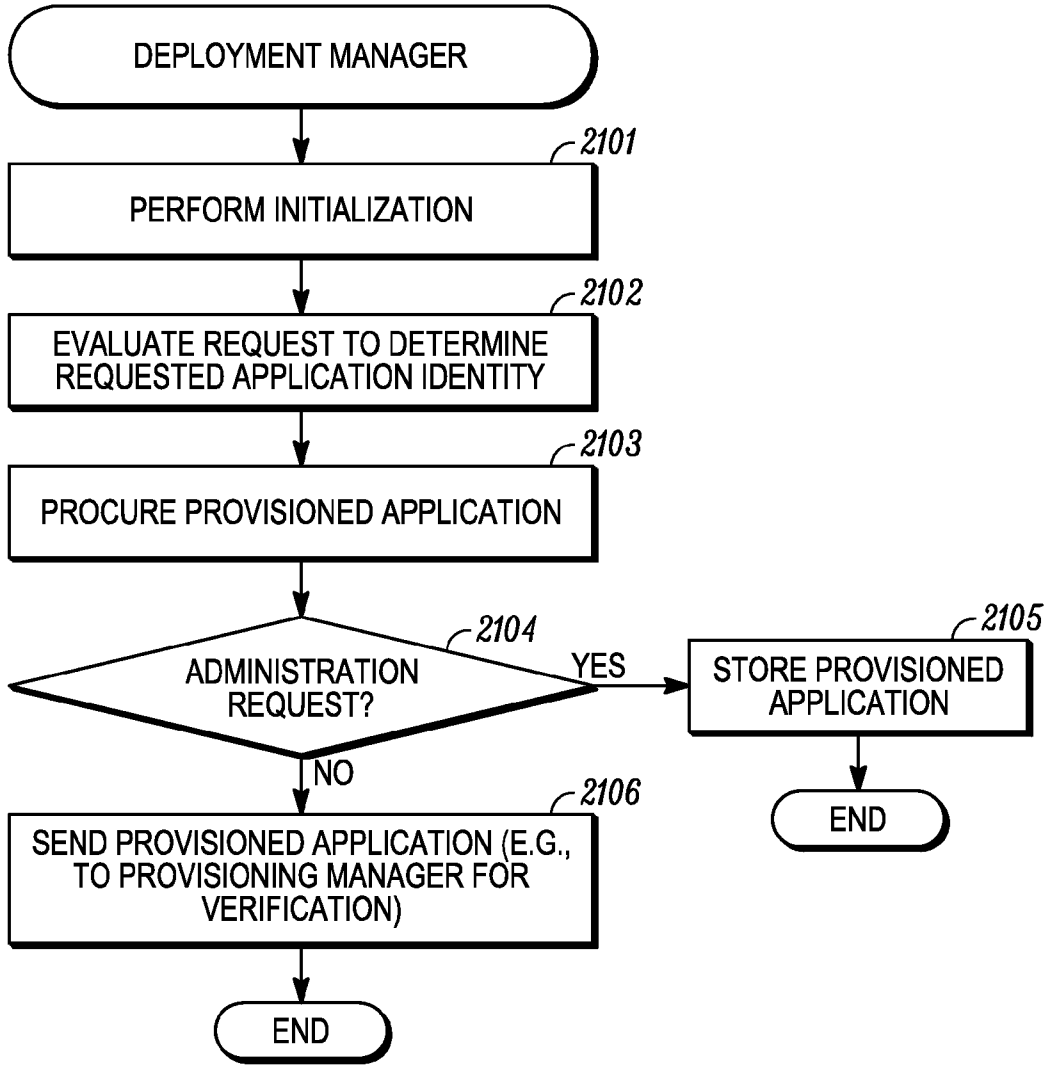 DEPLOYMENT MANAGER
2101
PERFORM INITIALIZATION
2102
EVALUATE REQUEST TO DETERMINE
REQUESTED APPLICATION IDENTITY
2103
PROCURE PROVISIONED APPLICATION
2104
ADMINISTRATION
REQUEST?
YES
2105
STORE PROVISIONED
APPLICATION
END
NO
2106
SEND PROVISIONED APPLICATION (E.G.,
TO PROVISIONING MANAGER FOR
VERIFICATION)
END